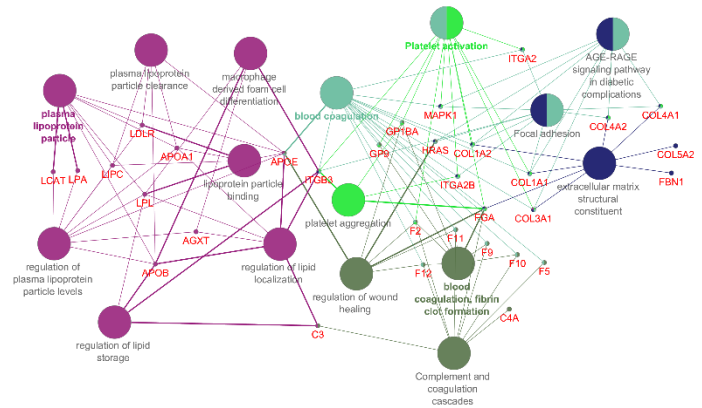 Platelet activation
ITGA2
AGE-RAGE
signaling pathway
in diabetic
complications
plasma lipoprotein
particle clearance
macrophage
derived foam cell
differentiation
plasma
lipoprotein
particle
blood coagulation
MAPK1
COL4A1
COL4A2
Focal adhesion
LDLR
GP1BA
GP9
HRAS
COL1A2
APOA1
APOE
COL5A2
LIPC
LCAT
LPA
lipoprotein particle
binding
ITGB3
ITGA2B
COL1A1
extracellular matrix
structural
constituent
FBN1
LPL
COL3A1
FGA
platelet aggregation
AGXT
F2
F11
F9
F10
F5
F12
APOB
regulation of
plasma lipoprotein
particle levels
regulation of lipid
localization
regulation of wound
healing
blood
coagulation, fibrin
clot formation
C4A
C3
regulation of lipid
storage
Complement and
coagulation
cascades